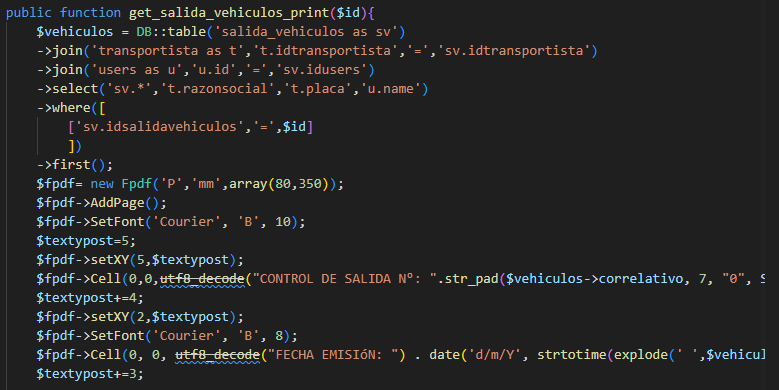 public function get_salida_vehiculos_print($id){
$vehiculos = DB::table('salida_vehiculos as sv')
->join('transportista as t','t.idtransportista','=','sv.idtransportista')
->join('users as u','u.id','=','sv.idusers')
->select('sv.*','t.razonsocial','t.placa','u.name')
->where([
['sv.idsalidavehiculos','=',$id]
])
->first();
$fpdf= new Fpdf('P','mm',array(80,350));
$fpdf->AddPage();
$fpdf->SetFont('Courier', 'B', 10);
$textypost=5;
$fpdf->setXY(5,$textypost);
$fpdf->Cell(0,0,utf8_decode("CONTROL DE SALIDA Nº: ".str_pad($vehiculos->correlativo, 7, "0", S
$textypost+=4;
$fpdf->setXY(2,$textypost);
$fpdf->SetFont('Courier', 'B', 8);
$fpdf->Cell(0, 0, utf8_decode("FECHA EMISIóN: ") . date('d/m/Y', strtotime(explode(' ',$vehicul
$textypost+=3;